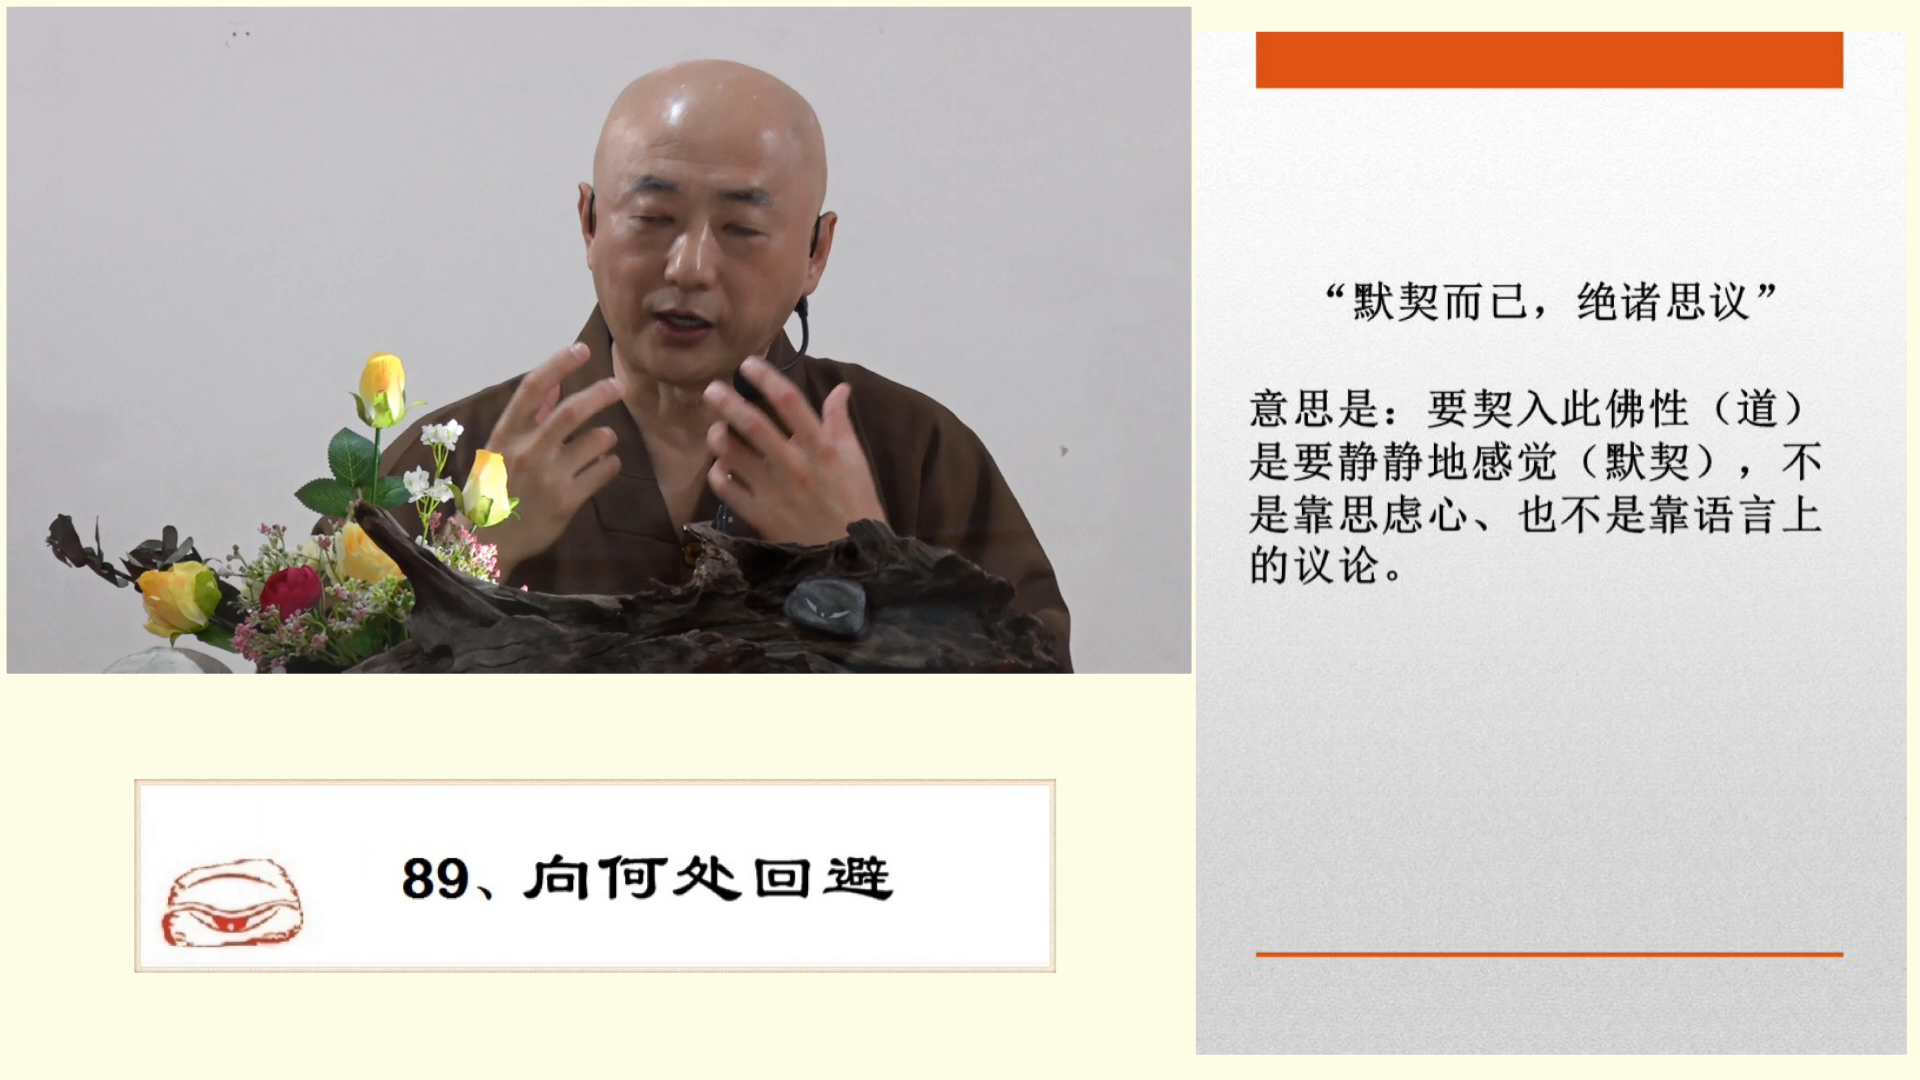 “默契而已，绝诸思议”
意思是：要契入此佛性（道）
是要静静地感觉（默契），不
是靠思虑心、也不是靠语言上
的议论。
89、向何处回避